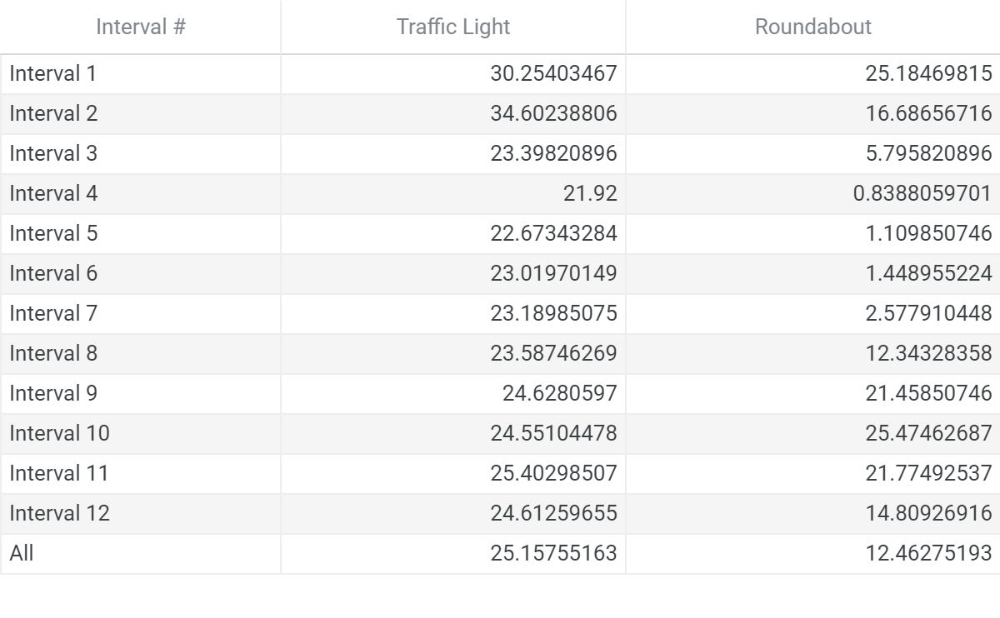 Interval # Traffic Light Roundabout
Interval 1 30.25403467 25.18469815
Interval 2 34.60238806 16.68656716
Interval 3 23.39820896 5.795820896
Interval 4 21.92 0.8388059701
Interval 5 22.67343284 1.109850746
Interval 6 23.01970149 1.448955224
Interval 7 23.18985075 2.577910448
Interval 8 23.58746269 12.34328358
Interval 9 24.6280597 21.45850746
Interval 10 24.55104478 25.47462687
Interval 11 25.40298507 21.77492537
Interval 12 24.61259655 14.80926916
All 25.15755163 12.46275193